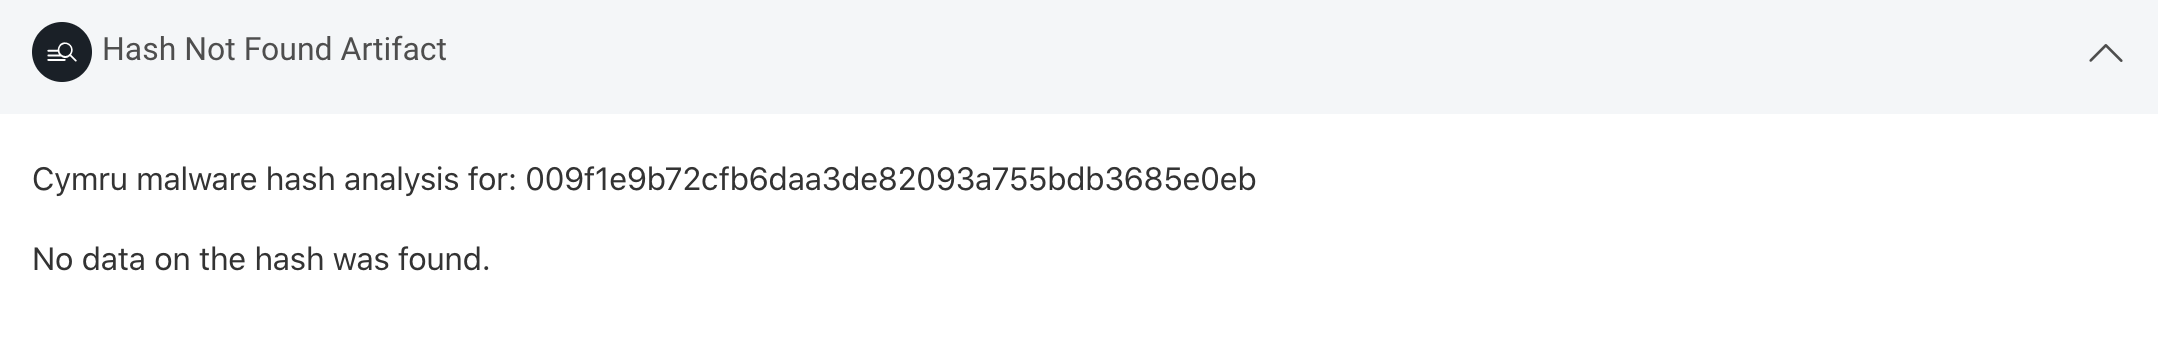 Hash Not Found Artifact
Cymru malware hash analysis for: 009f1e9b72cfb6daa3de82093a755bdb3685e0eb
No data on the hash was found.